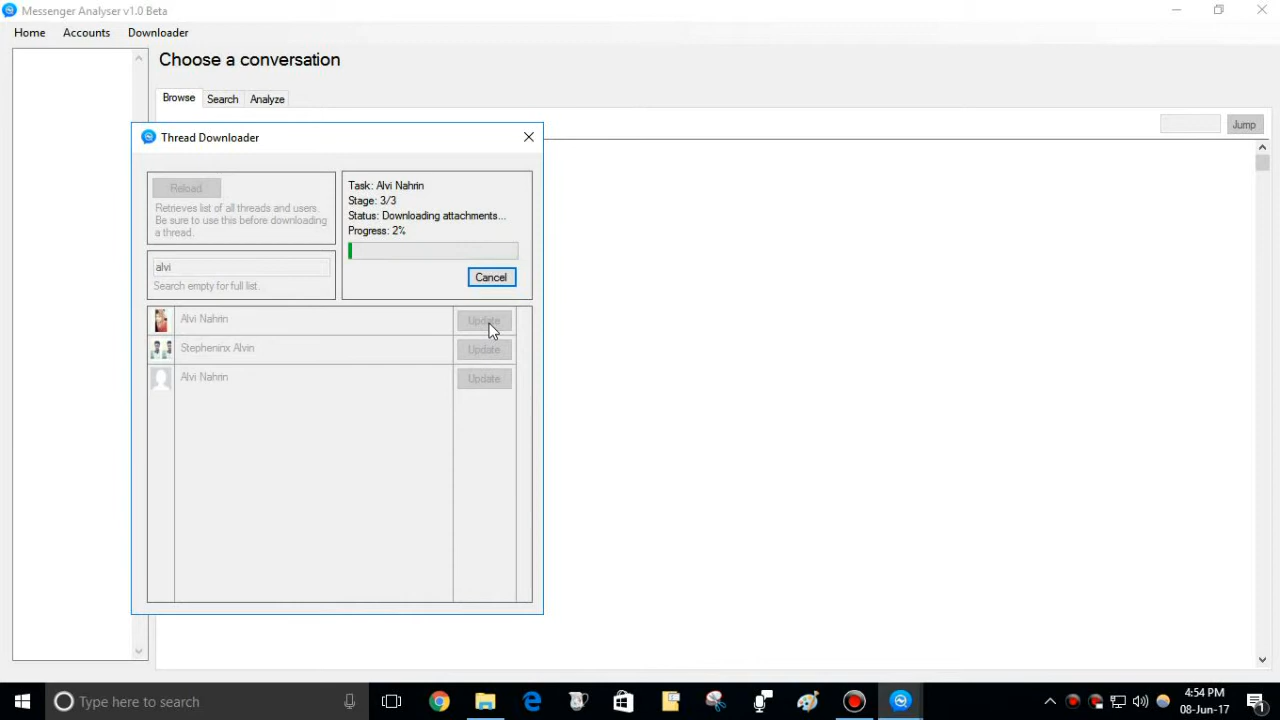 Messenger Analyser v1.0 Beta
Home Accounts Downloader
Choose a conversation
Browse Search Analyze
Jump
Thread Downloader
Reload
Retrieves list of all threads and users.
Be sure to use this before downloading
a thread.
alvi
Search empty for full list.
Task: Alvi Nahrin
Stage: 3/3
Status: Downloading attachments...
Progress: 2%
Cancel
Alvi Nahrin Update
Stepheninx Alvin Update
Alvi Nahrin Update
Type here to search
4:54 PM
08-Jun-17
1